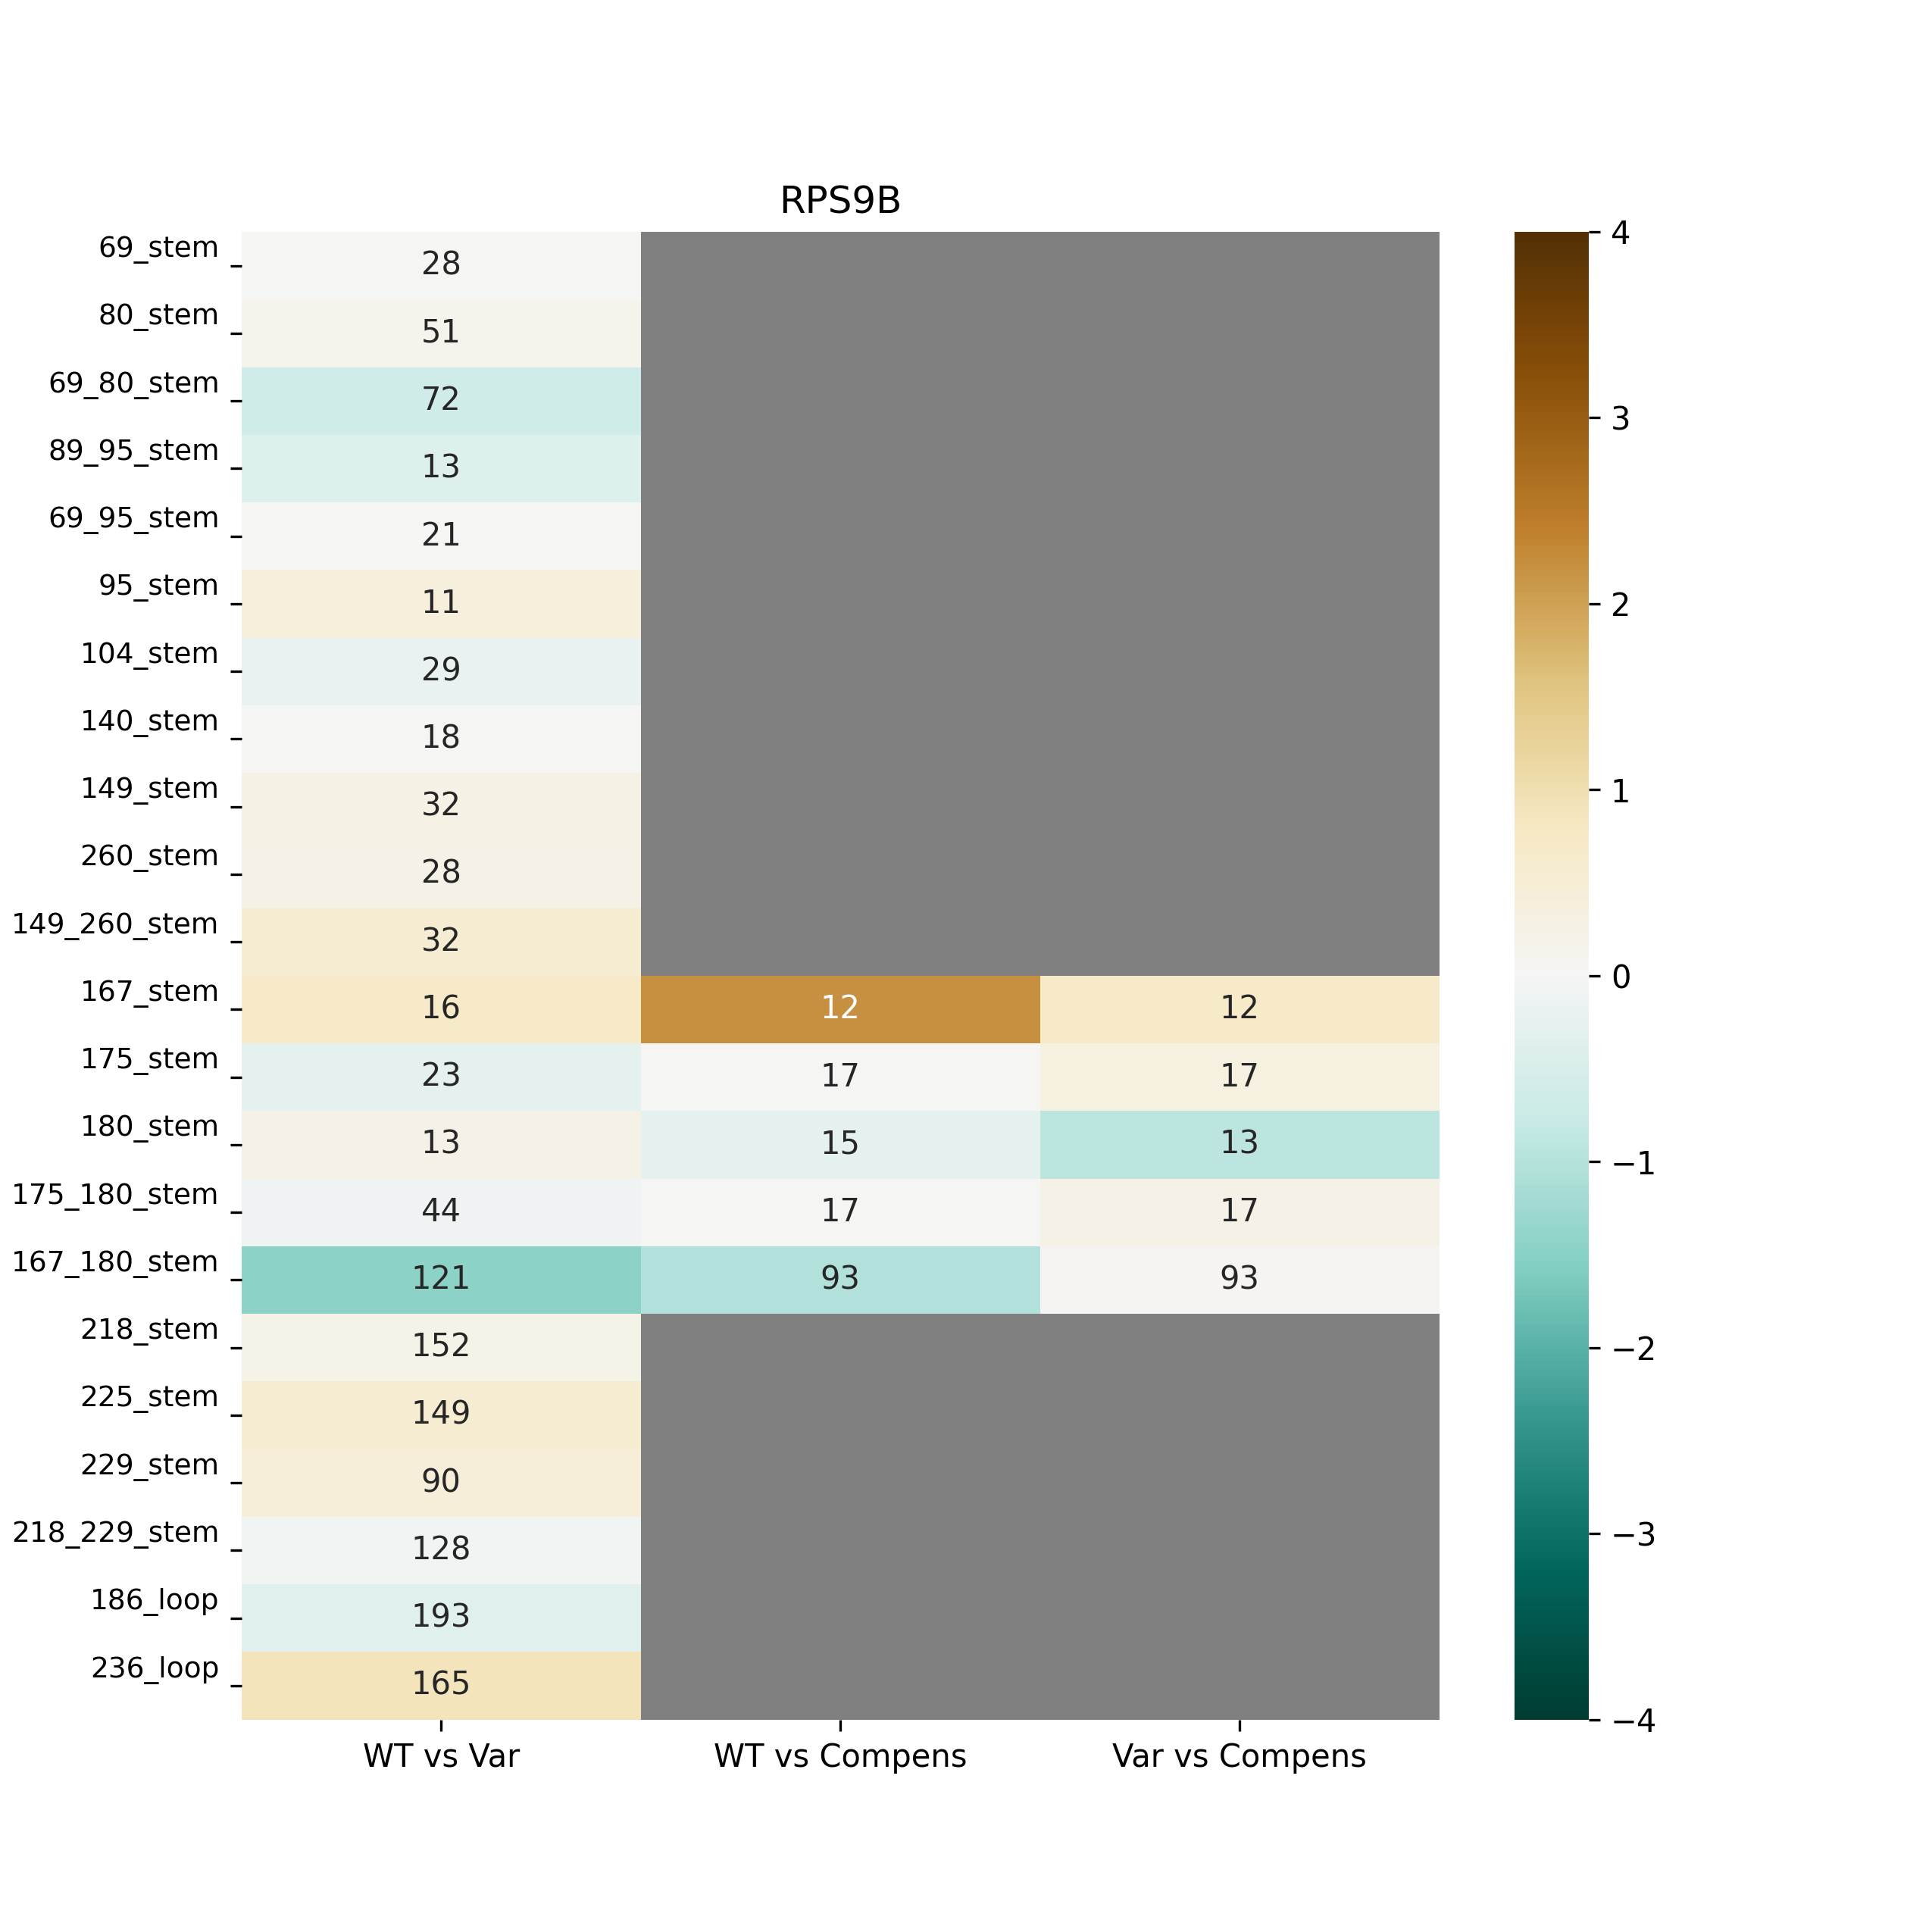 RPS9B
69_stem 28
80_stem 51
69_80_stem 72
89_95_stem 13
69_95_stem 21
95_stem 11
104_stem 29
140_stem 18
149_stem 32
260_stem 28
149_260_stem 32
167_stem 16 12 12
175_stem 23 17 17
180_stem 13 15 13
175_180_stem 44 17 17
167_180_stem 121 93 93
218_stem 152
225_stem 149
229_stem 90
218_229_stem 128
186_loop 193
236_loop 165
WT vs Var WT vs Compens Var vs Compens
4
3
2
1
0
−1
−2
−3
−4